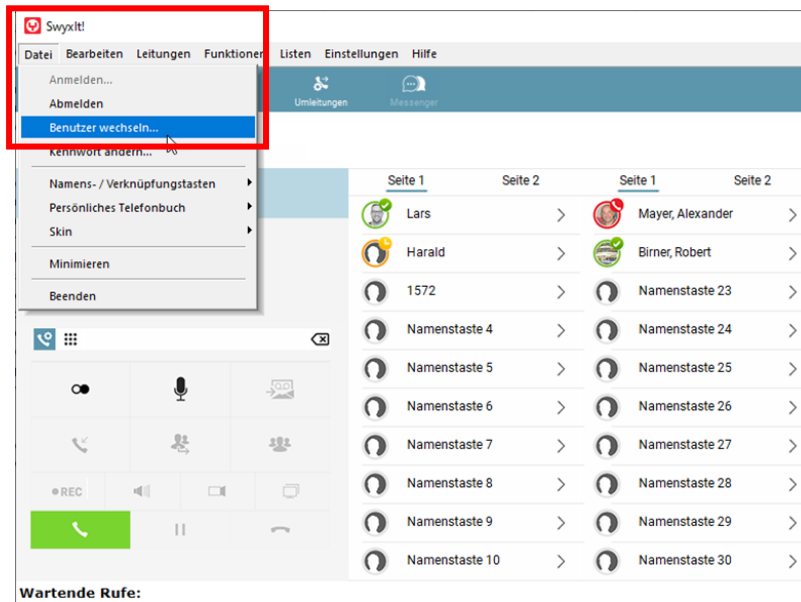 SwyxIt!
Datei Bearbeiten Leitungen Funktionen Listen Einstellungen Hilfe
Anmelden...
Abmelden
Benutzer wechseln...
Kennwort ändern...
Namens- / Verknüpfungstasten
Persönliches Telefonbuch
Skin
Minimieren
Beenden
Umleitungen Messenger
Seite 1 Seite 2 Seite 1 Seite 2
Lars Mayer, Alexander
Harald Birner, Robert
1572 Namenstaste 23
Namenstaste 4 Namenstaste 24
Namenstaste 5 Namenstaste 25
Namenstaste 6 Namenstaste 26
Namenstaste 7 Namenstaste 27
Namenstaste 8 Namenstaste 28
Namenstaste 9 Namenstaste 29
Namenstaste 10 Namenstaste 30
REC
Wartende Rufe: